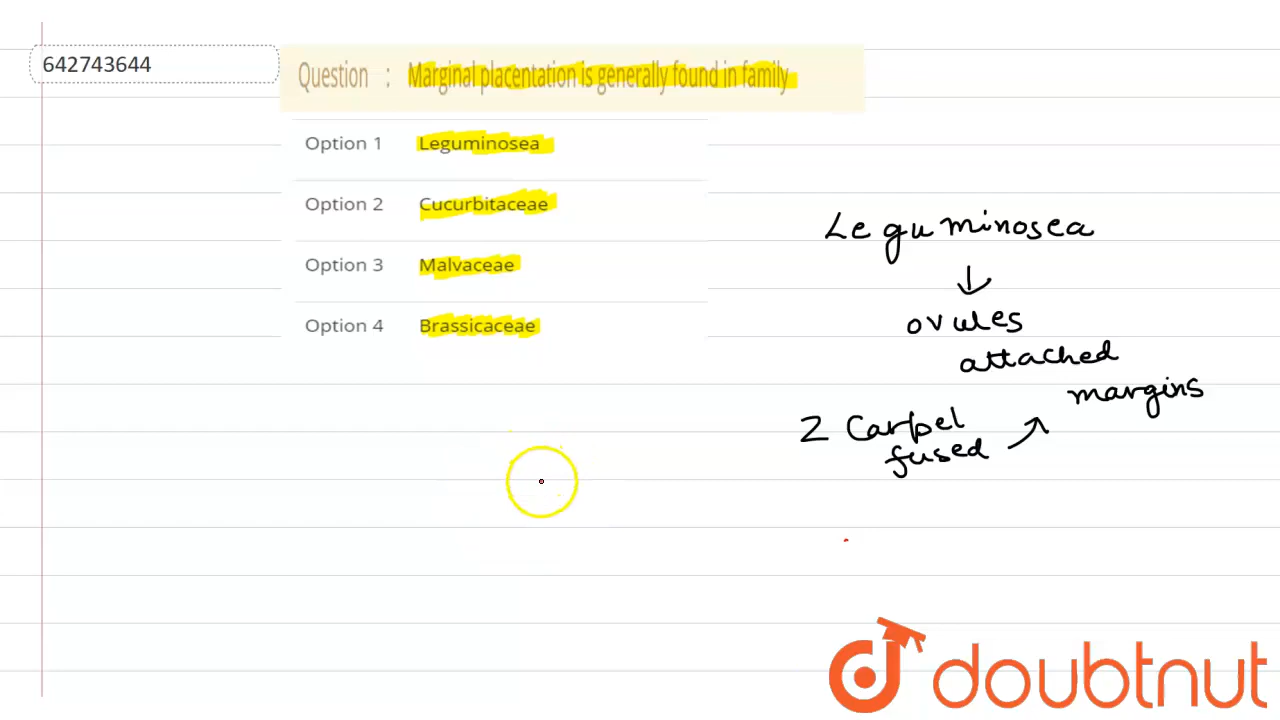 642743644
Question : Marginal placentation is generally found in family
Option 1 Leguminosea
Option 2 Cucurbitaceae
Option 3 Malvaceae
Option 4 Brassicaceae
Leguminosea
↓
ovules
attached
margins
2 Carpel
fused
doubtnut